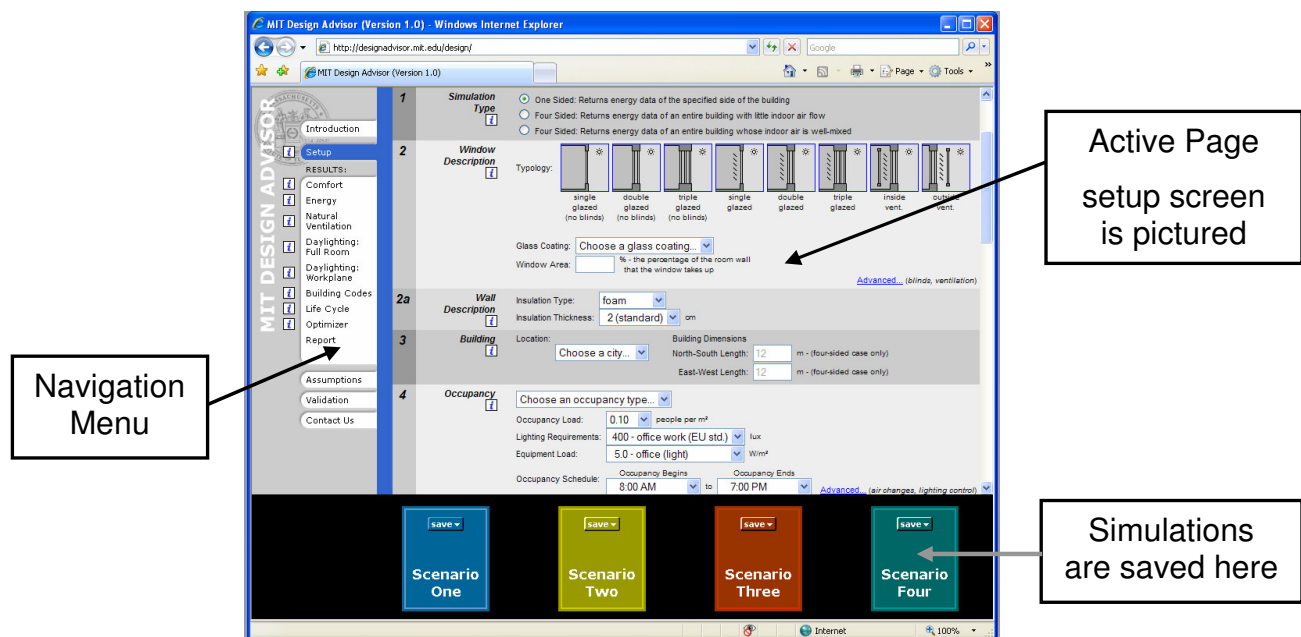 MIT Design Advisor (Version 1.0) - Windows Internet Explorer
http://designadvisor.mit.edu/design/
Google
MIT Design Advisor (Version 1.0)
Page
Tools
»
MIT DESIGN ADVISOR
Introduction
i Setup
RESULTS:
i Comfort
i Energy
i Natural
Ventilation
i Daylighting:
Full Room
i Daylighting:
Workplane
i Building Codes
i Life Cycle
i Optimizer
Report
Assumptions
Validation
Contact Us
1 Simulation
Type
i
One Sided: Returns energy data of the specified side of the building
Four Sided: Returns energy data of an entire building with little indoor air flow
Four Sided: Returns energy data of an entire building whose indoor air is well-mixed
2 Window
Description
i
Typology:
single
glazed
(no blinds)
double
glazed
(no blinds)
triple
glazed
(no blinds)
single
glazed
double
glazed
triple
glazed
inside
vent.
outside
vent.
Glass Coating: Choose a glass coating...
Window Area: % - the percentage of the room wall
that the window takes up
Advanced... (blinds, ventilation)
2a Wall
Description
i
Insulation Type: foam
Insulation Thickness: 2 (standard) cm
3 Building
i
Location:
Choose a city...
Building Dimensions
North-South Length: 12 m - (four-sided case only)
East-West Length: 12 m - (four-sided case only)
4 Occupancy
i
Choose an occupancy type...
Occupancy Load: 0.10 people per m²
Lighting Requirements: 400 - office work (EU std.) lux
Equipment Load: 5.0 - office (light) W/m²
Occupancy Begins Occupancy Ends
Occupancy Schedule: 8:00 AM to 7:00 PM
Advanced... (air changes, lighting control)
save
Scenario
One
save
Scenario
Two
save
Scenario
Three
save
Scenario
Four
Internet
100%
Active Page
setup screen
is pictured
Navigation
Menu
Simulations
are saved here